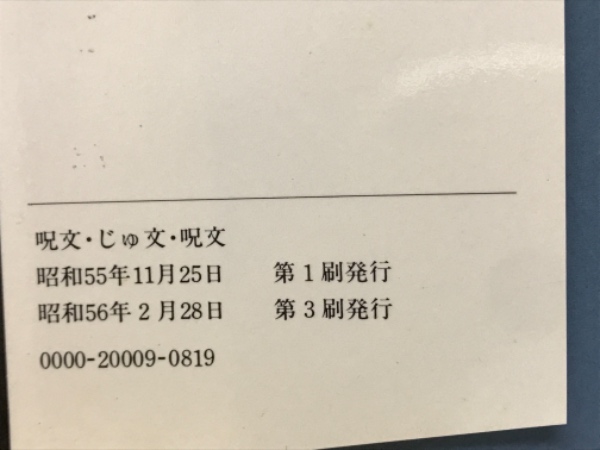 呪文・じゅ文・呪文
昭和55年11月25日　第1刷発行
昭和56年2月28日　第3刷発行
0000-20009-0819